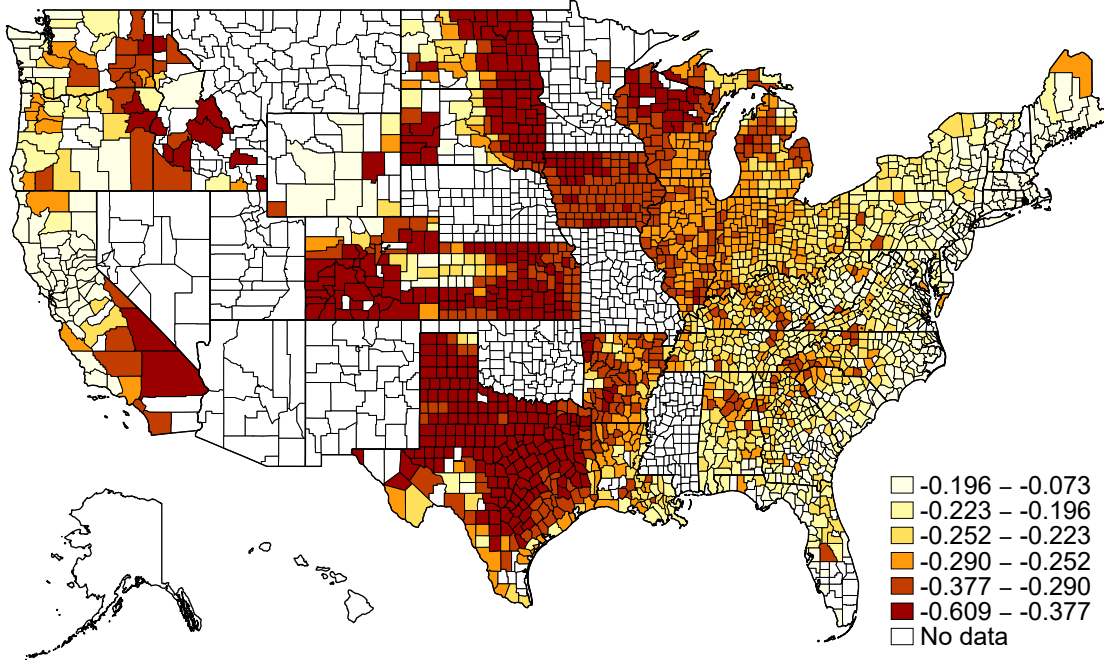 -0.196 – -0.073
-0.223 – -0.196
-0.252 – -0.223
-0.290 – -0.252
-0.377 – -0.290
-0.609 – -0.377
No data